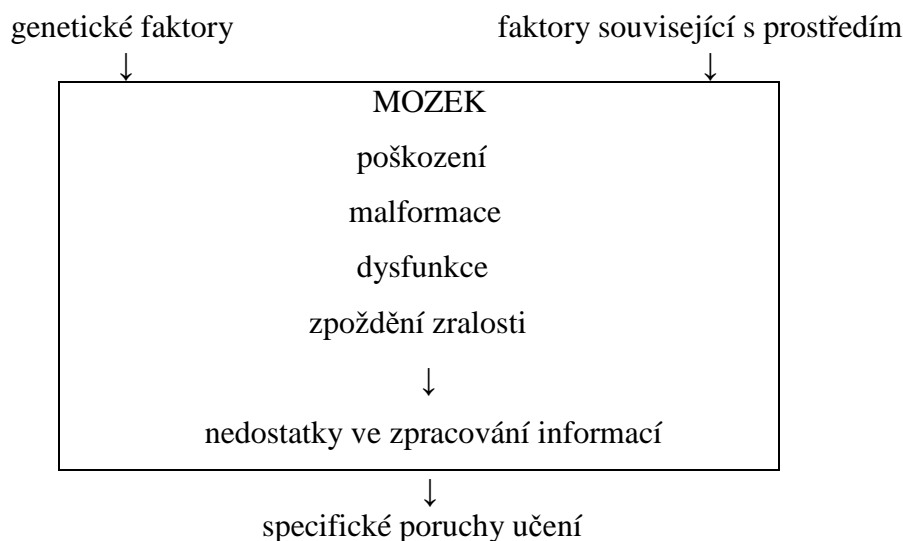 genetické faktory faktory související s prostředím
↓ ↓
MOZEK
poškození
malformace
dysfunkce
zpoždění zralosti
↓
nedostatky ve zpracování informací
↓
specifické poruchy učení